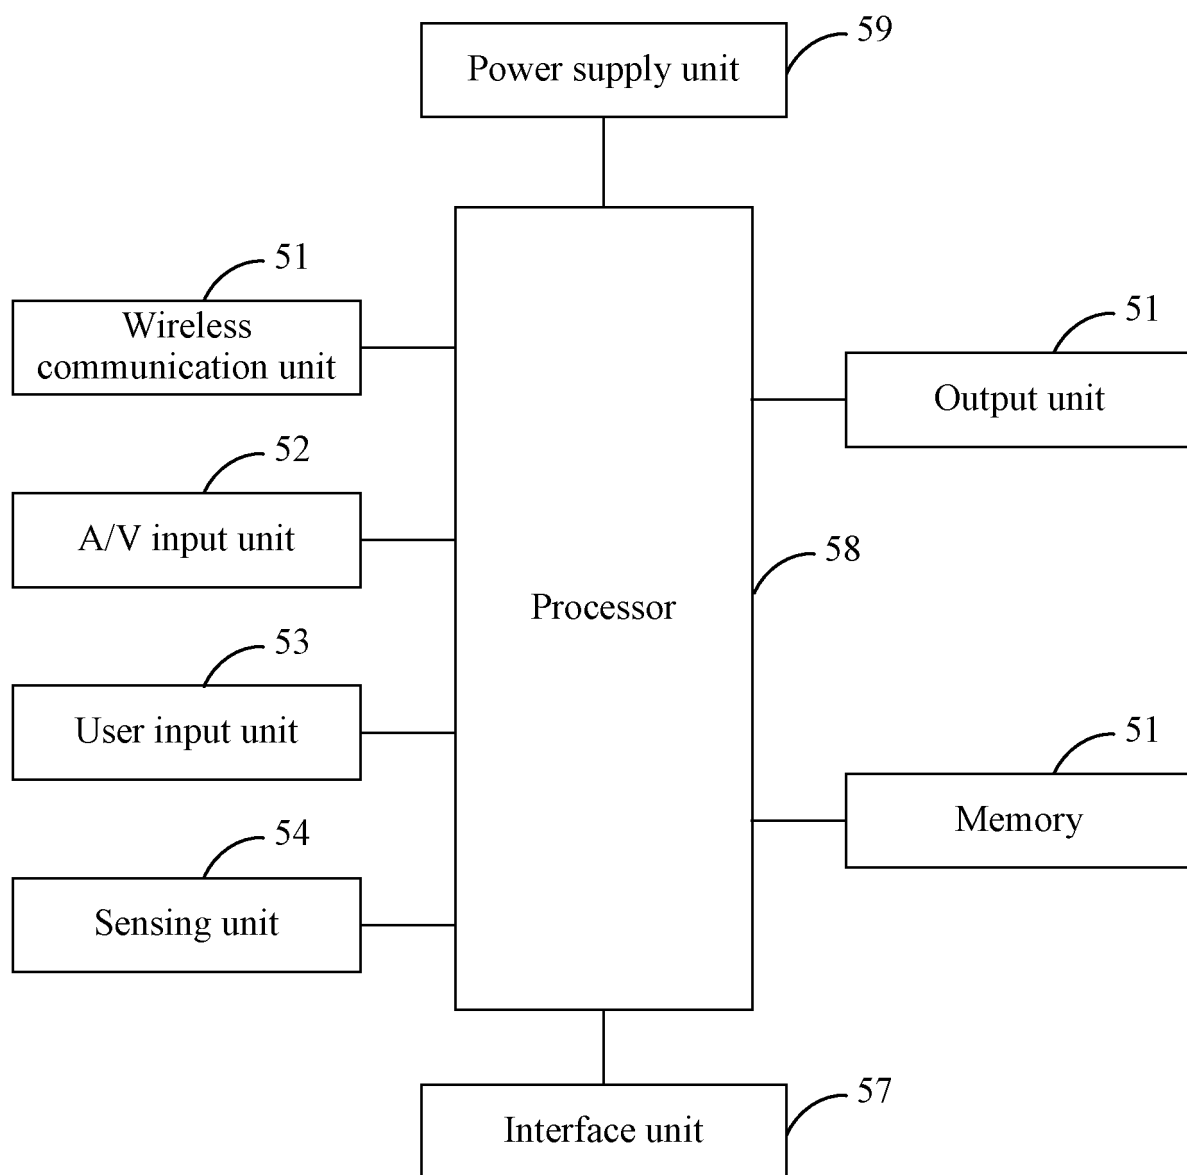 59
Power supply unit
51
Wireless
communication unit
51
Output unit
52
A/V input unit
58
Processor
53
User input unit
51
Memory
54
Sensing unit
57
Interface unit